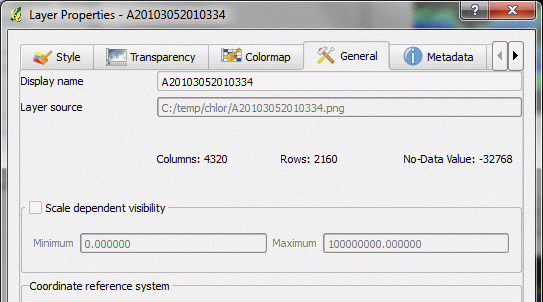 Layer Properties - A20103052010334
Style Transparency Colormap General Metadata
Display name A20103052010334
Layer source C:/temp/chlor/A20103052010334.png
Columns: 4320 Rows: 2160 No-Data Value: -32768
Scale dependent visibility
Minimum 0.000000 Maximum 100000000.000000
Coordinate reference system